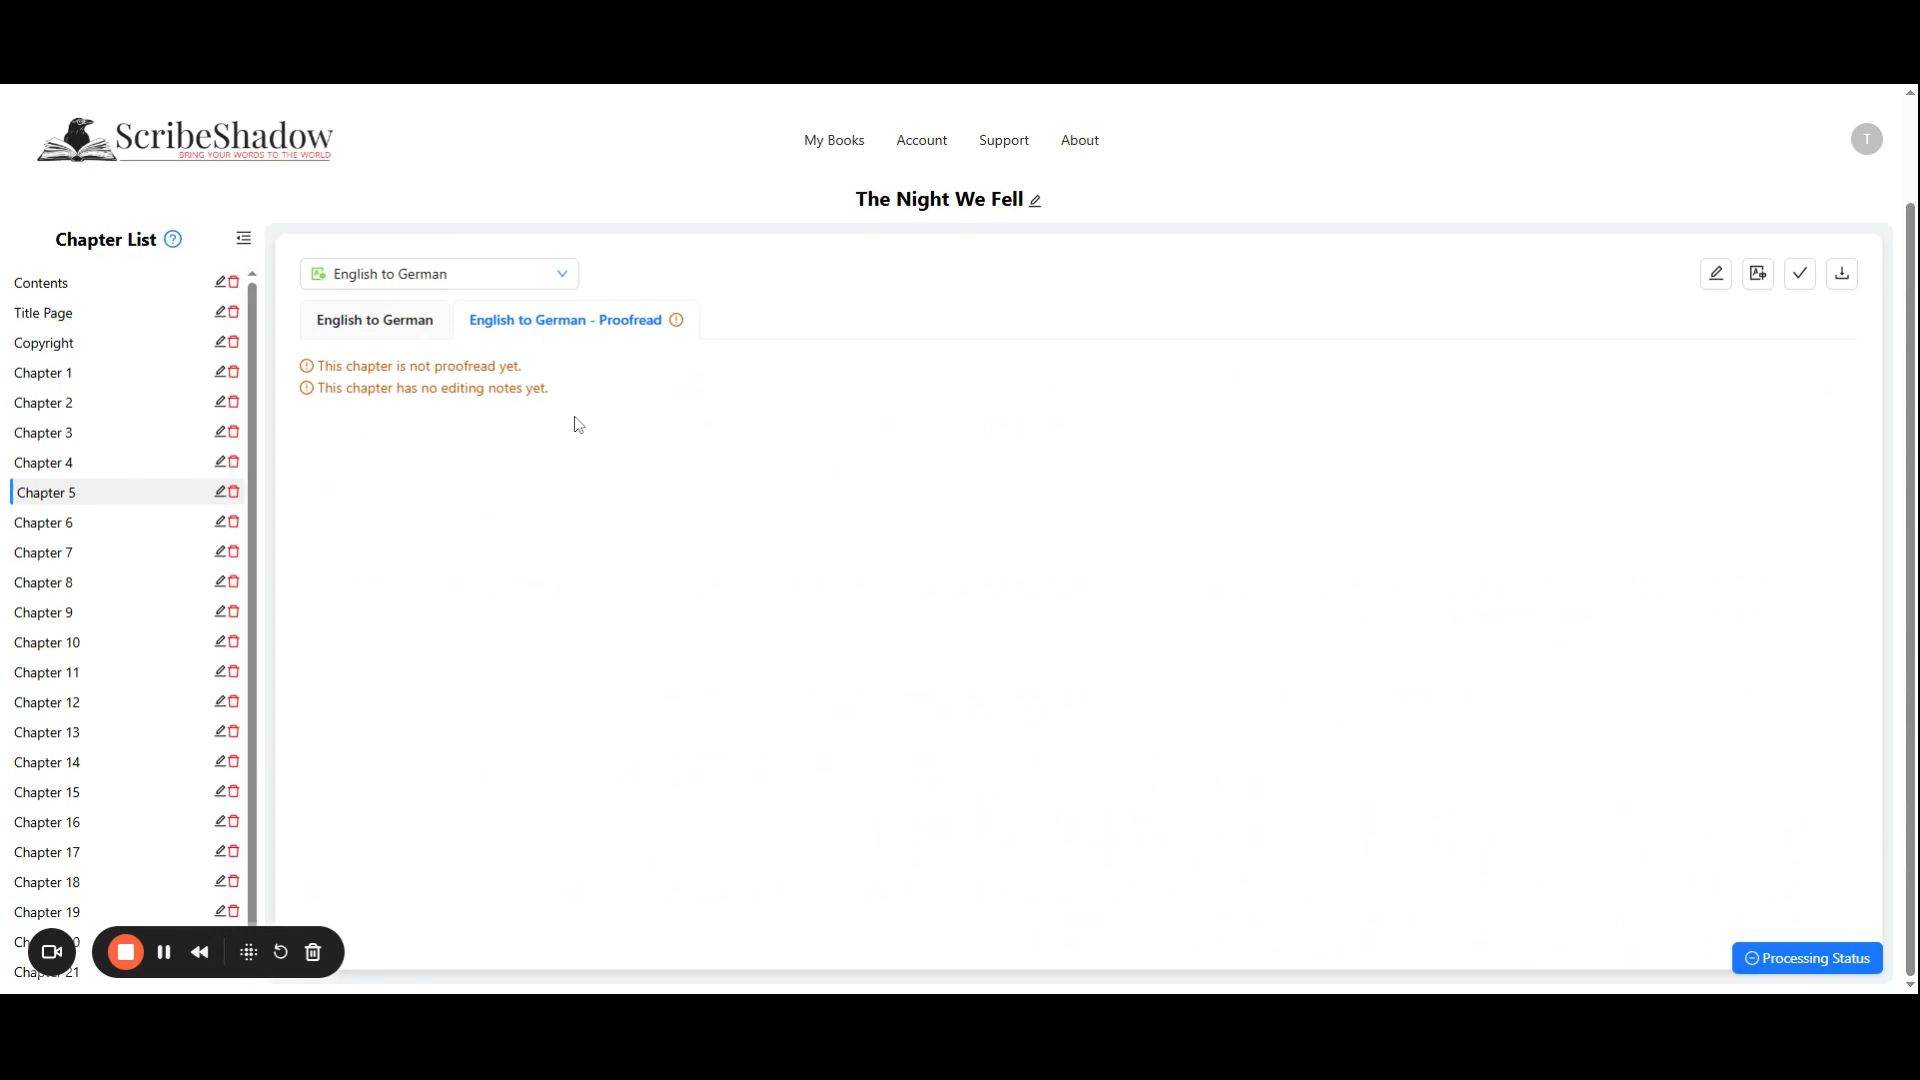 ScribeShadow
BRING YOUR WORDS TO THE WORLD
My Books Account Support About
T
The Night We Fell
Chapter List ?
Contents
Title Page
Copyright
Chapter 1
Chapter 2
Chapter 3
Chapter 4
Chapter 5
Chapter 6
Chapter 7
Chapter 8
Chapter 9
Chapter 10
Chapter 11
Chapter 12
Chapter 13
Chapter 14
Chapter 15
Chapter 16
Chapter 17
Chapter 18
Chapter 19
English to German
English to German English to German - Proofread
This chapter is not proofread yet.
This chapter has no editing notes yet.
Processing Status